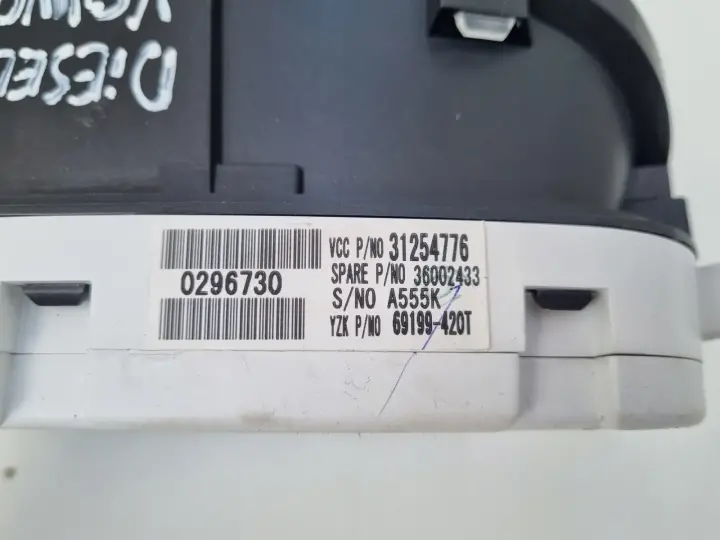 DIESEL
0296730
VCC P/NO 31254776
SPARE P/NO 36002433
S/NO A555K
YZK P/NO 69199-420T